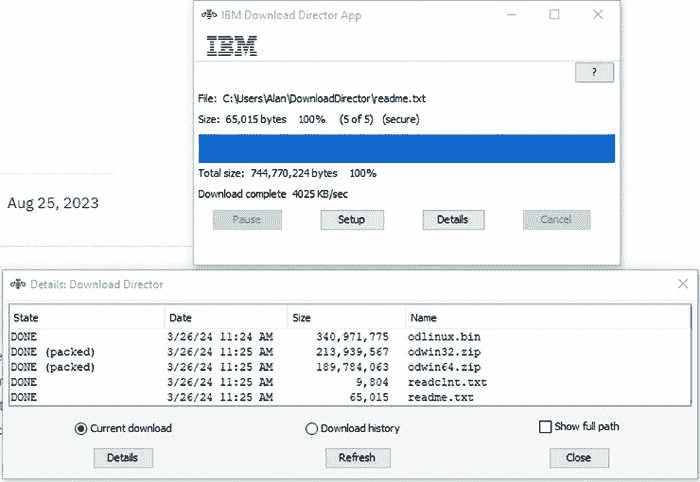 IBM Download Director App
IBM
?
File: C:\Users\Alan\DownloadDirector\readme.txt
Size: 65,015 bytes 100% (5 of 5) (secure)
Total size: 744,770,224 bytes 100%
Download complete 4025 KB/sec
Pause Setup Details Cancel
Aug 25, 2023
Details: Download Director
State Date Size Name
DONE 3/26/24 11:24 AM 340,971,775 odlinux.bin
DONE (packed) 3/26/24 11:25 AM 213,939,567 odwin32.zip
DONE (packed) 3/26/24 11:25 AM 189,784,063 odwin64.zip
DONE 3/26/24 11:25 AM 9,804 readclnt.txt
DONE 3/26/24 11:25 AM 65,015 readme.txt
Current download Download history Show full path
Details Refresh Close